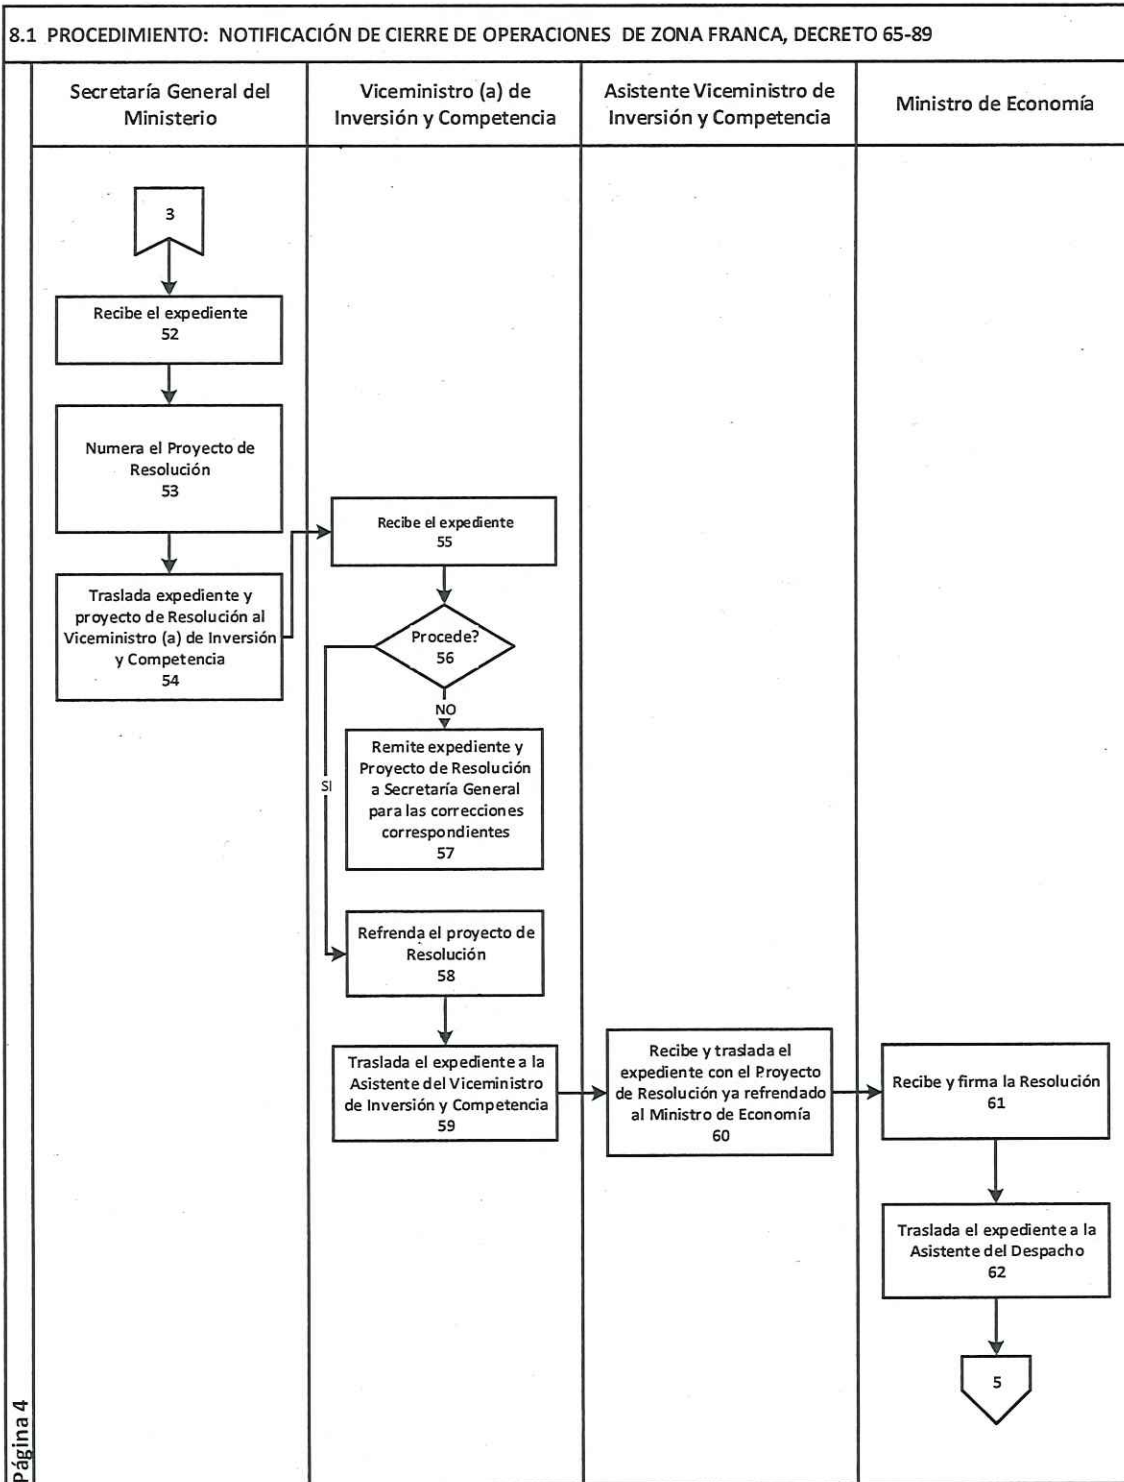 8.1 PROCEDIMIENTO: NOTIFICACIÓN DE CIERRE DE OPERACIONES DE ZONA FRANCA, DECRETO 65-89
Secretaría General del
Ministerio
Viceministro (a) de
Inversión y Competencia
Asistente Viceministro de
Inversión y Competencia
Ministro de Economía
3
Recibe el expediente
52
Numera el Proyecto de
Resolución
53
Traslada expediente y
proyecto de Resolución al
Viceministro (a) de Inversión
y Competencia
54
Recibe el expediente
55
Procede?
56
NO
SI
Remite expediente y
Proyecto de Resolución
a Secretaría General
para las correcciones
correspondientes
57
Refrenda el proyecto de
Resolución
58
Traslada el expediente a la
Asistente del Viceministro
de Inversión y Competencia
59
Recibe y traslada el
expediente con el Proyecto
de Resolución ya refrendado
al Ministro de Economía
60
Recibe y firma la Resolución
61
Traslada el expediente a la
Asistente del Despacho
62
5
Página 4